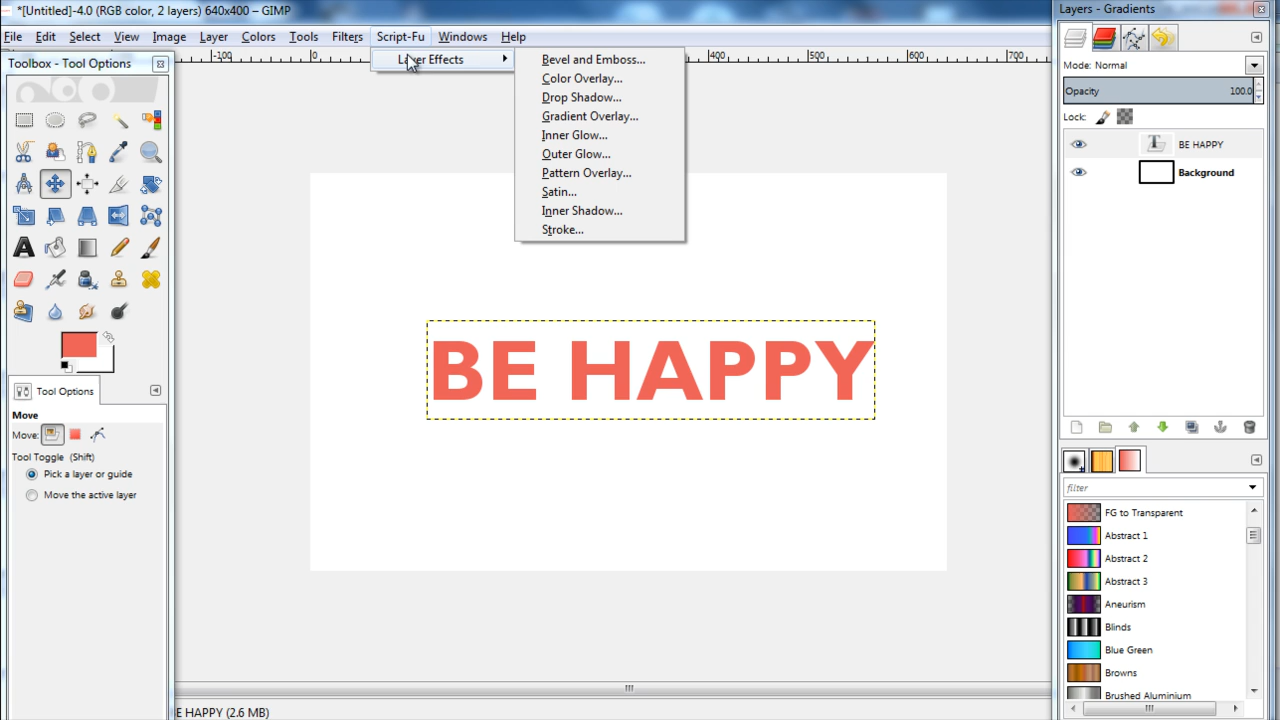 *[Untitled]-4.0 (RGB color, 2 layers) 640x400 – GIMP
File Edit Select View Image Layer Colors Tools Filters Script-Fu Windows Help
-100 0 400 500 600 700
Toolbox - Tool Options
Layer Effects
Bevel and Emboss...
Color Overlay...
Drop Shadow...
Gradient Overlay...
Inner Glow...
Outer Glow...
Pattern Overlay...
Satin...
Inner Shadow...
Stroke...
BE HAPPY
Tool Options
Move
Move:
Tool Toggle (Shift)
Pick a layer or guide
Move the active layer
E HAPPY (2.6 MB)
Layers - Gradients
Mode: Normal
Opacity 100.0
Lock:
BE HAPPY
Background
filter
FG to Transparent
Abstract 1
Abstract 2
Abstract 3
Aneurism
Blinds
Blue Green
Browns
Brushed Aluminium